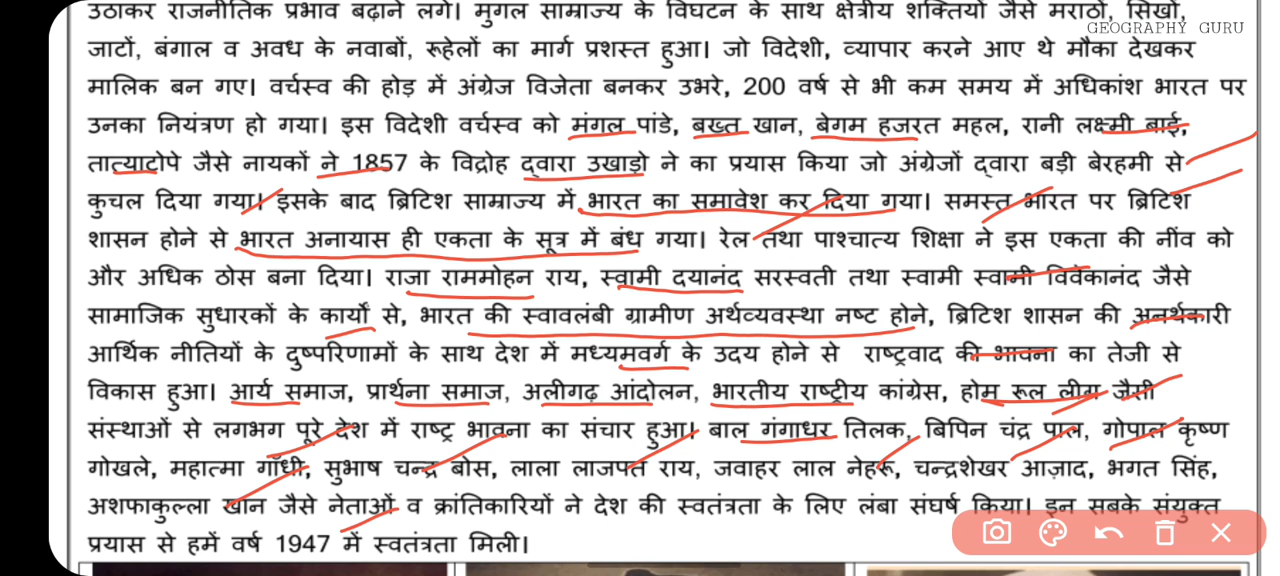 उठाकर राजनीतिक प्रभाव बढ़ाने लगे। मुगल साम्राज्य के विघटन के साथ क्षेत्रीय शक्तियों जैसे मराठों, सिखों,
GEOGRAPHY GURU
जाटों, बंगाल व अवध के नवाबों, रूहेलों का मार्ग प्रशस्त हुआ। जो विदेशी, व्यापार करने आए थे मौका देखकर
मालिक बन गए। वर्चस्व की होड़ में अंग्रेज विजेता बनकर उभरे, 200 वर्ष से भी कम समय में अधिकांश भारत पर
उनका नियंत्रण हो गया। इस विदेशी वर्चस्व को मंगल पांडे, बख्त खान, बेगम हजरत महल, रानी लक्ष्मी बाई,
तात्याटोपे जैसे नायकों ने 1857 के विद्रोह द्वारा उखाड़ो ने का प्रयास किया जो अंग्रेजों द्वारा बड़ी बेरहमी से
कुचल दिया गया। इसके बाद ब्रिटिश साम्राज्य में भारत का समावेश कर दिया गया। समस्त भारत पर ब्रिटिश
शासन होने से भारत अनायास ही एकता के सूत्र में बंध गया। रेल तथा पाश्चात्य शिक्षा ने इस एकता की नींव को
और अधिक ठोस बना दिया। राजा राममोहन राय, स्वामी दयानंद सरस्वती तथा स्वामी स्वामी विवेकानंद जैसे
सामाजिक सुधारकों के कार्यों से, भारत की स्वावलंबी ग्रामीण अर्थव्यवस्था नष्ट होने, ब्रिटिश शासन की अनर्थकारी
आर्थिक नीतियों के दुष्परिणामों के साथ देश में मध्यमवर्ग के उदय होने से राष्ट्रवाद की भावना का तेजी से
विकास हुआ। आर्य समाज, प्रार्थना समाज, अलीगढ़ आंदोलन, भारतीय राष्ट्रीय कांग्रेस, होम रूल लीग जैसी
संस्थाओं से लगभग पूरे देश में राष्ट्र भावना का संचार हुआ। बाल गंगाधर तिलक, बिपिन चंद्र पाल, गोपाल कृष्ण
गोखले, महात्मा गाँधी, सुभाष चन्द्र बोस, लाला लाजपत राय, जवाहर लाल नेहरू, चन्द्रशेखर आज़ाद, भगत सिंह,
अशफाकुल्ला खान जैसे नेताओं व क्रांतिकारियों ने देश की स्वतंत्रता के लिए लंबा संघर्ष किया। इन सबके संयुक्त
प्रयास से हमें वर्ष 1947 में स्वतंत्रता मिली।